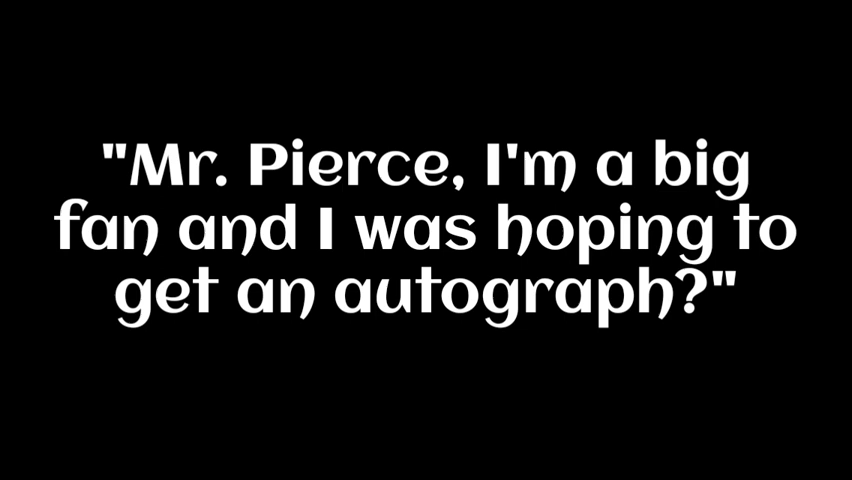 "Mr. Pierce, I'm a big
fan and I was hoping to
get an autograph?"